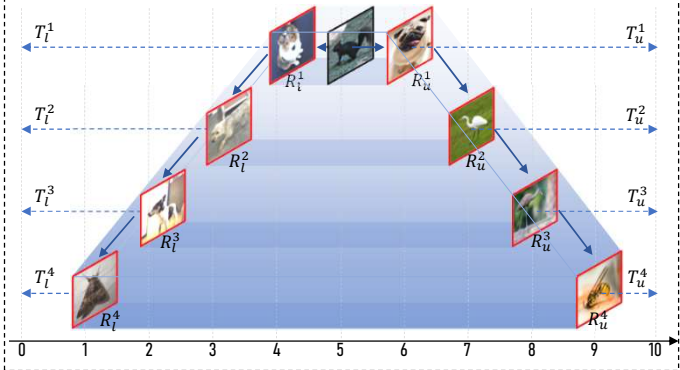 T_l^1 T_u^1
R_i^1 R_u^1
T_l^2 T_u^2
R_l^2 R_u^2
T_l^3 T_u^3
R_l^3 R_u^3
T_l^4 T_u^4
R_l^4 R_u^4
0 1 2 3 4 5 6 7 8 9 10